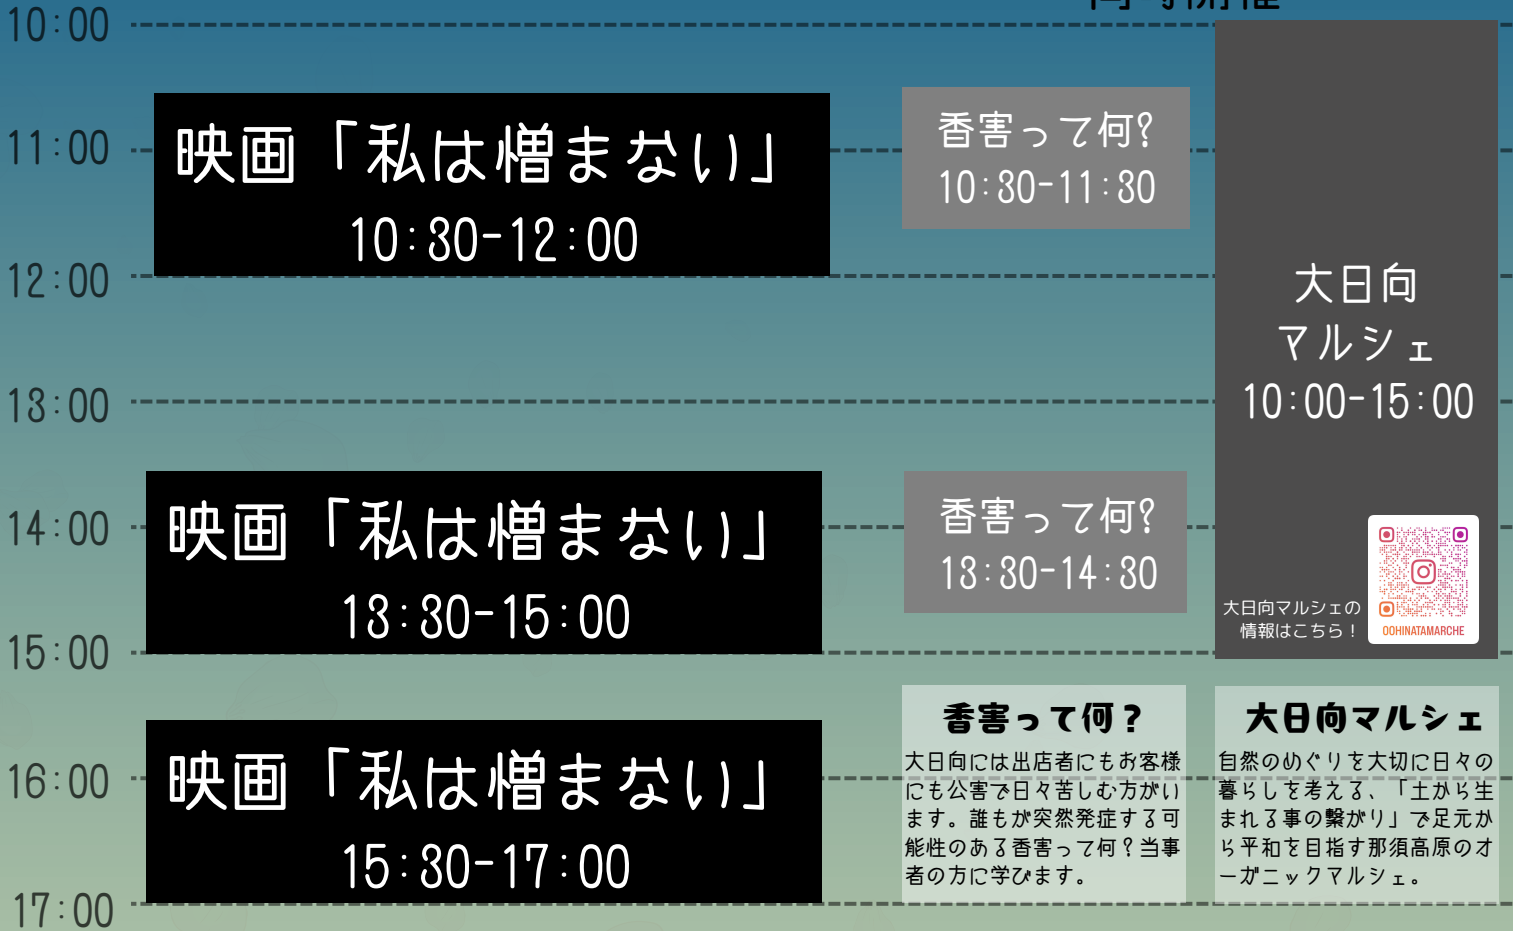 同時開催
10:00
11:00
12:00
13:00
14:00
15:00
16:00
17:00
映画「私は憎まない」
10:30-12:00
映画「私は憎まない」
13:30-15:00
映画「私は憎まない」
15:30-17:00
香害って何?
10:30-11:30
香害って何?
13:30-14:30
大日向
マルシェ
10:00-15:00
大日向マルシェの
情報はこちら！
OOHINATAMARCHE
香害って何？
大日向には出店者にもお客様
にも公害で日々苦しむ方がい
ます。誰もが突然発症する可
能性のある香害って何？当事
者の方に学びます。
大日向マルシェ
自然のめぐりを大切に日々の
暮らしを考える、「土から生
まれる事の繋がり」で足元か
ら平和を目指す那須高原のオ
ーガニックマルシェ。